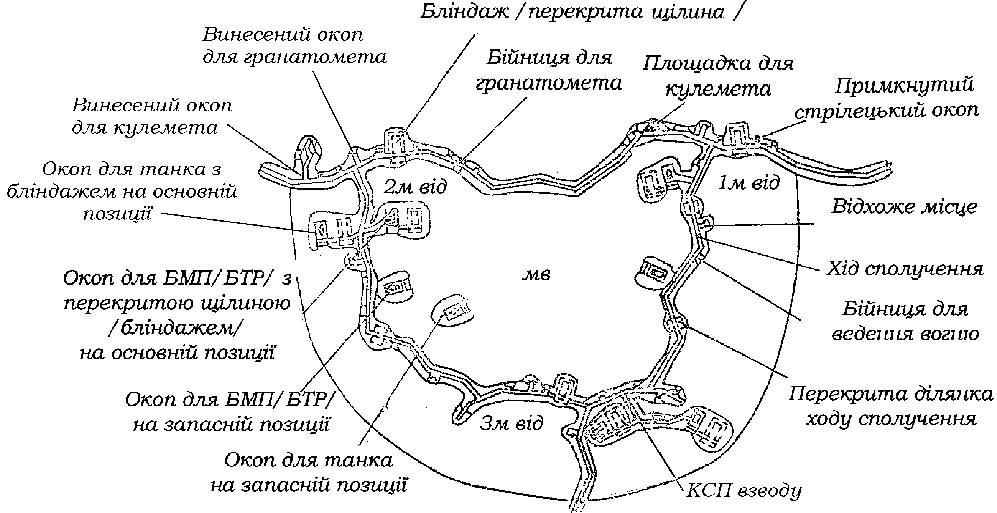 Бліндаж /перекрита щілина /
Винесений окоп
для гранатомета
Бійниця для
гранатомета
Площадка для
кулемета
Примкнутий
стрілецький окоп
Винесений окоп
для кулемета
Окоп для танка з
бліндажем на основній
позиції
2м від
1м від
Відхоже місце
мв
Хід сполучення
Окоп для БМП/БТР/ з
перекритою щілиною
/бліндажем/
на основній позиції
Бійниця для
ведення вогню
Окоп для БМП/БТР/
на запасній позиції
Перекрита ділянка
ходу сполучення
3м від
Окоп для танка
на запасній позиції
КСП взводу